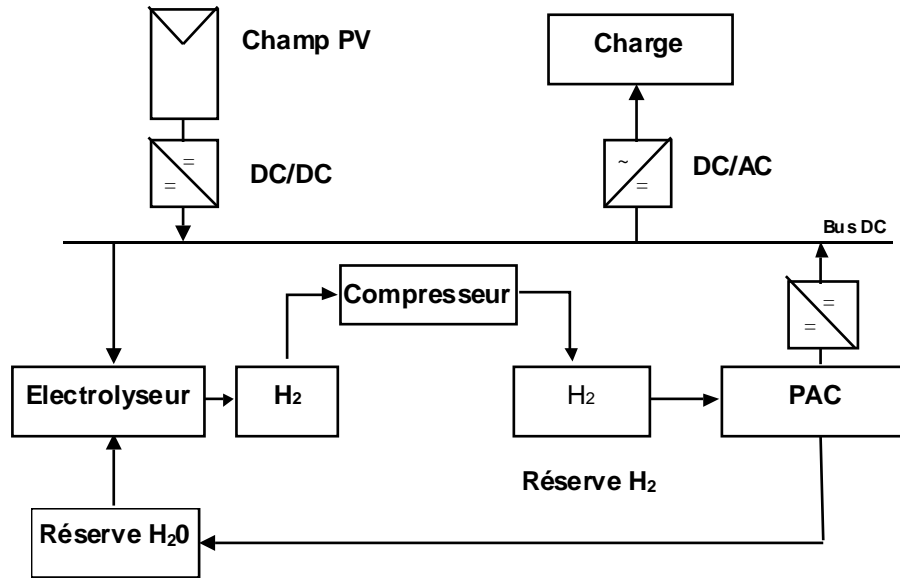 Champ PV
Charge
=
=
DC/DC
~
=
DC/AC
Bus DC
Compresseur
=
=
Electrolyseur
H₂
H₂
PAC
Réserve H₂
Réserve H₂0